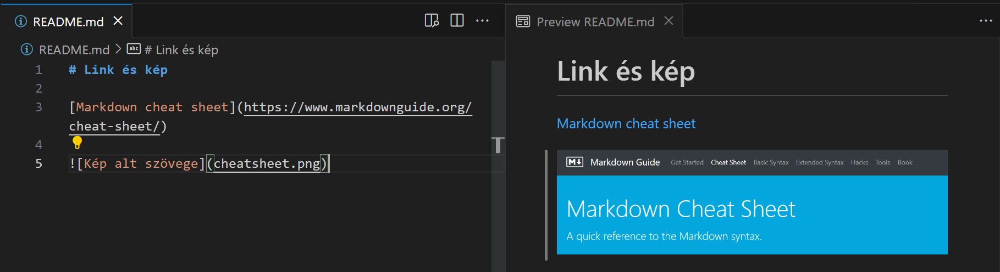 README.md
Preview README.md
README.md > abc # Link és kép
1 # Link és kép
2
3 [Markdown cheat sheet](https://www.markdownguide.org/
cheat-sheet/)
4
5 ![Kép alt szövege](cheatsheet.png)
Link és kép
Markdown cheat sheet
M Markdown Guide Get Started Cheat Sheet Basic Syntax Extended Syntax Hacks Tools Book
Markdown Cheat Sheet
A quick reference to the Markdown syntax.